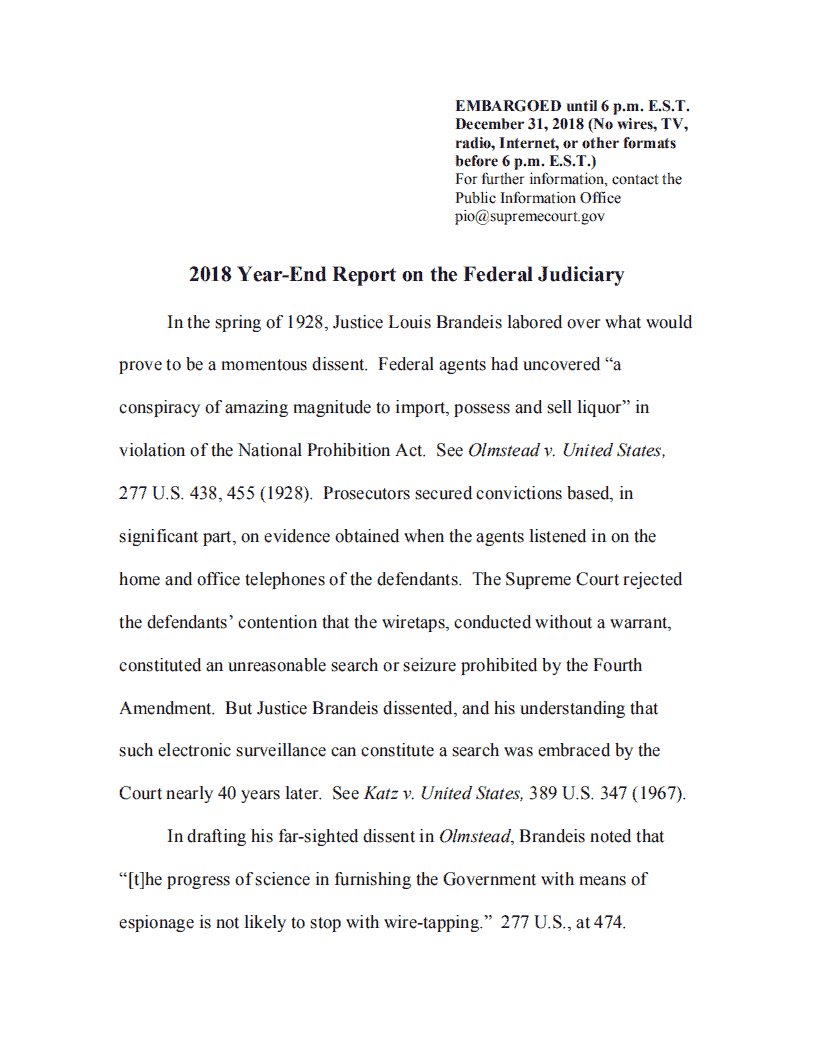 EMBARGOED until 6 p.m. E.S.T.
December 31, 2018 (No wires, TV,
radio, Internet, or other formats
before 6 p.m. E.S.T.)
For further information, contact the
Public Information Office
pio@supremecourt.gov
2018 Year-End Report on the Federal Judiciary
In the spring of 1928, Justice Louis Brandeis labored over what would
prove to be a momentous dissent.  Federal agents had uncovered “a
conspiracy of amazing magnitude to import, possess and sell liquor” in
violation of the National Prohibition Act.  See Olmstead v. United States,
277 U.S. 438, 455 (1928).  Prosecutors secured convictions based, in
significant part, on evidence obtained when the agents listened in on the
home and office telephones of the defendants.  The Supreme Court rejected
the defendants’ contention that the wiretaps, conducted without a warrant,
constituted an unreasonable search or seizure prohibited by the Fourth
Amendment.  But Justice Brandeis dissented, and his understanding that
such electronic surveillance can constitute a search was embraced by the
Court nearly 40 years later.  See Katz v. United States, 389 U.S. 347 (1967).
In drafting his far-sighted dissent in Olmstead, Brandeis noted that
“[t]he progress of science in furnishing the Government with means of
espionage is not likely to stop with wire-tapping.”  277 U.S., at 474.